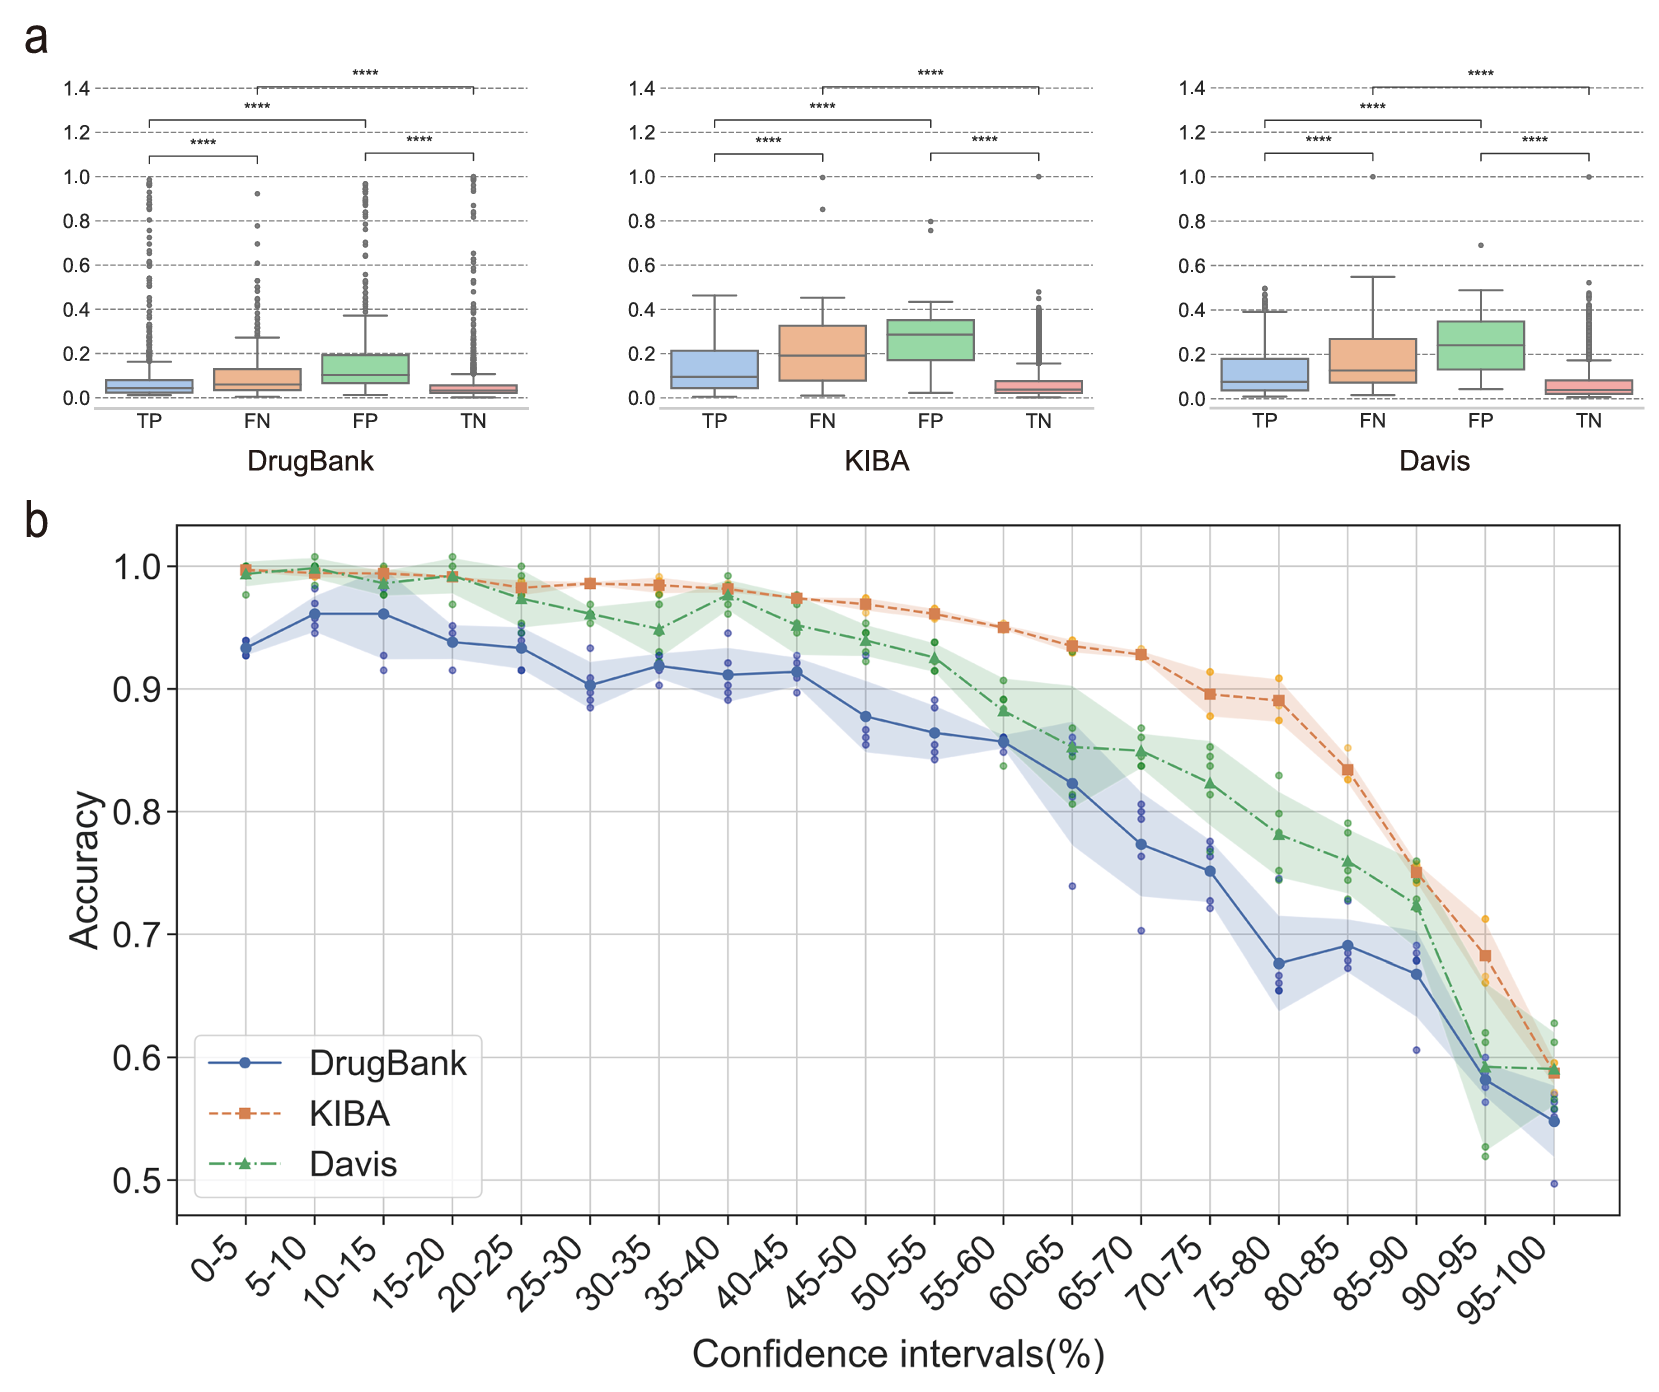 a
**** **** ****
1.4 1.4 1.4
**** **** ****
1.2 1.2 1.2
**** **** **** **** **** ****
1.0 1.0 1.0
0.8 0.8 0.8
0.6 0.6 0.6
0.4 0.4 0.4
0.2 0.2 0.2
0.0 0.0 0.0
TP FN FP TN TP FN FP TN TP FN FP TN
DrugBank KIBA Davis
b
1.0
0.9
0.8
Accuracy
0.7
0.6
0.5
DrugBank
KIBA
Davis
0-5 5-10 10-15 15-20 20-25 25-30 30-35 35-40 40-45 45-50 50-55 55-60 60-65 65-70 70-75 75-80 80-85 85-90 90-95 95-100
Confidence intervals(%)